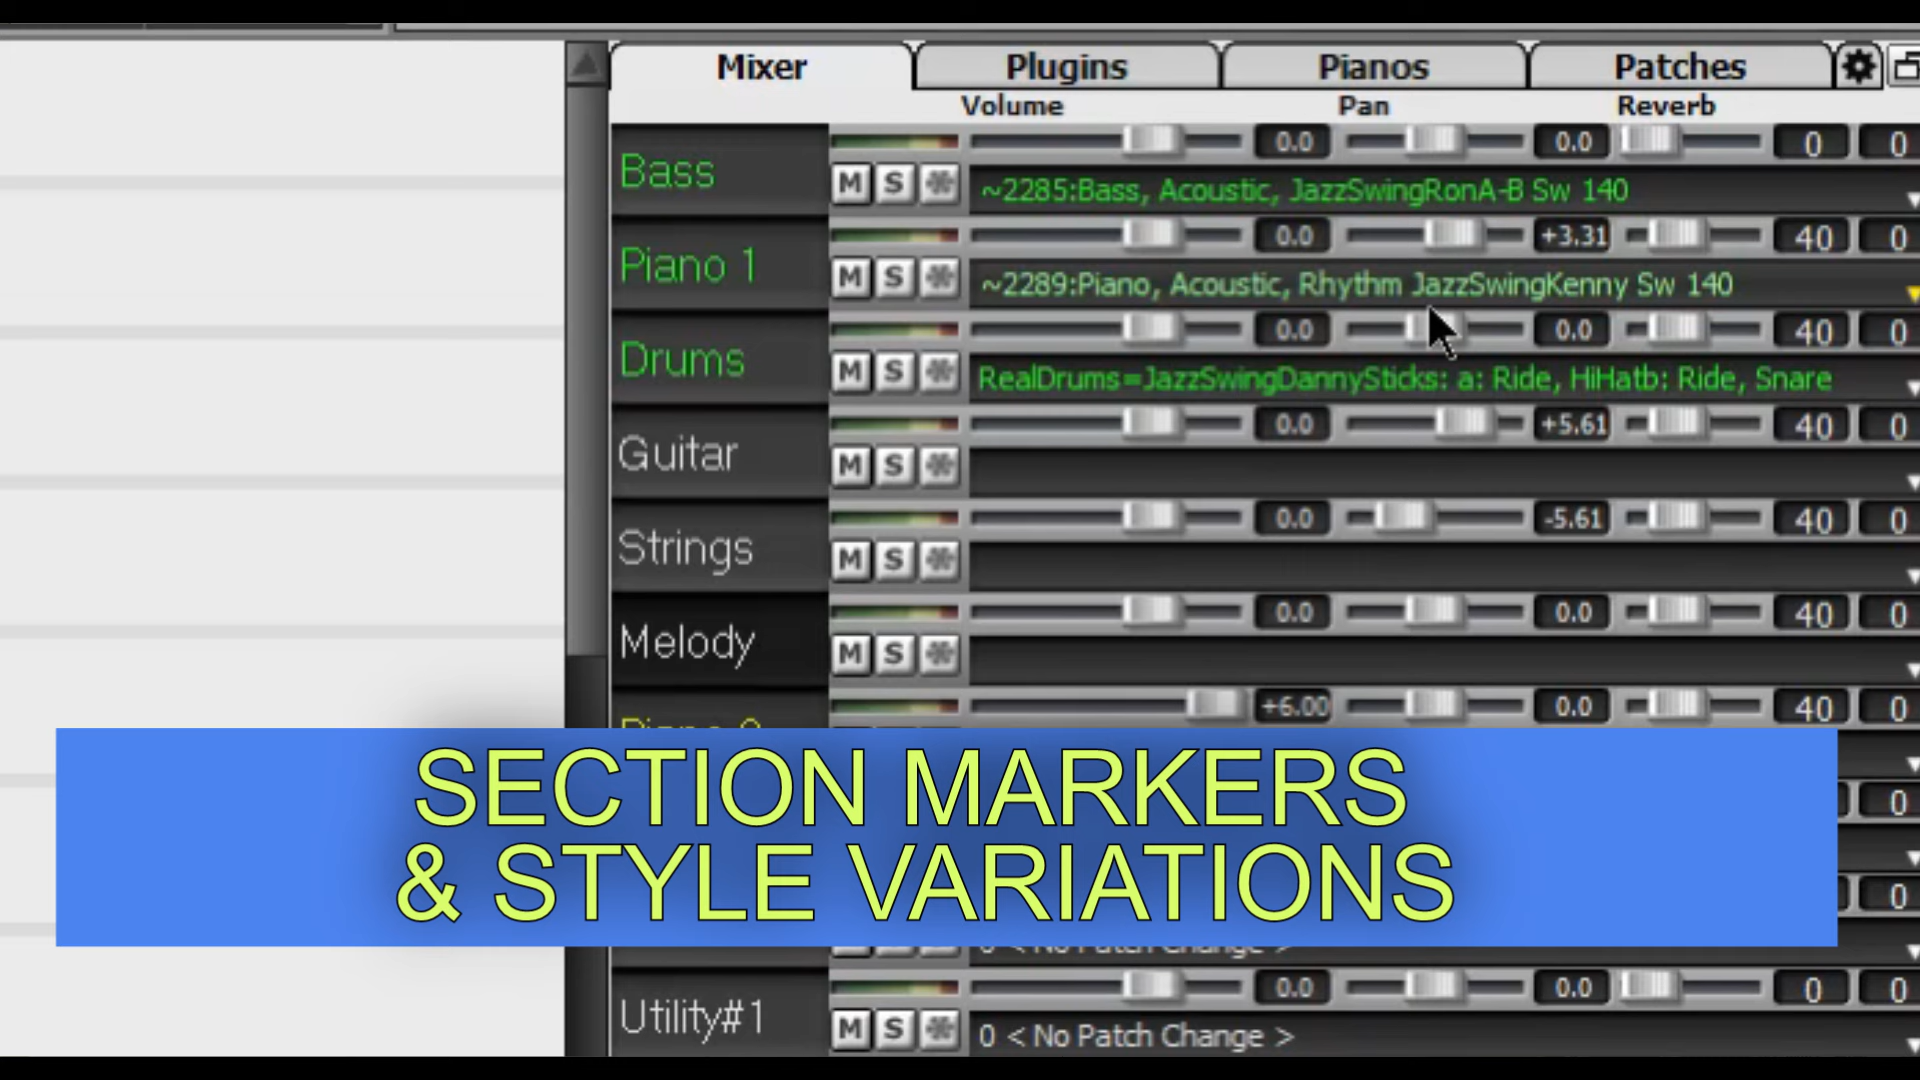 Mixer Plugins Pianos Patches
Volume Pan Reverb
Bass 0.0 0.0 0 0
M S ~2285:Bass, Acoustic, JazzSwingRonA-B Sw 140
Piano 1 0.0 +3.31 40 0
M S ~2289:Piano, Acoustic, Rhythm JazzSwingKenny Sw 140
Drums 0.0 0.0 40 0
M S RealDrums=JazzSwingDannySticks: a: Ride, HiHatb: Ride, Snare
Guitar 0.0 +5.61 40 0
M S
Strings 0.0 -5.61 40 0
M S
Melody 0.0 0.0 40 0
M S
+6.00 0.0 40 0
SECTION MARKERS
0
& STYLE VARIATIONS
0
0 < No Patch Change >
Utility#1 0.0 0.0 0 0
M S 0 < No Patch Change >